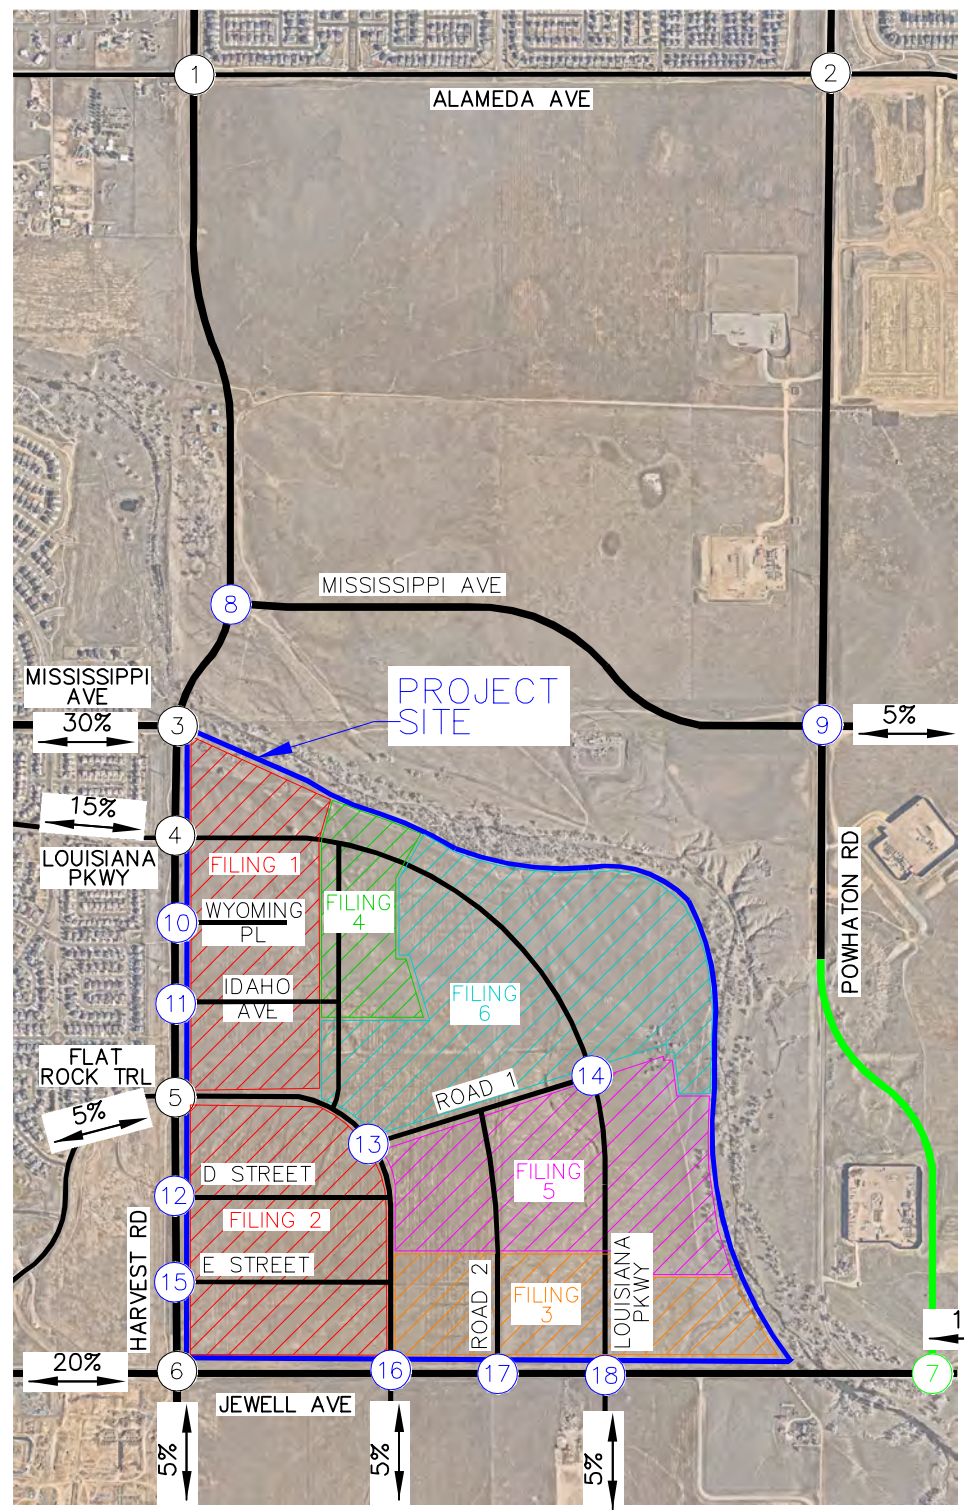 1
2
ALAMEDA AVE
MISSISSIPPI AVE
8
MISSISSIPPI
AVE
30%
3
PROJECT
SITE
9
5%
15%
4
LOUISIANA
PKWY
FILING 1
FILING
4
10
WYOMING
PL
POWHATON RD
11
IDAHO
AVE
FILING
6
FLAT
ROCK TRL
5%
5
ROAD 1
14
13
D STREET
12
FILING 2
FILING
5
HARVEST RD
E STREET
15
ROAD 2
FILING
3
LOUISIANA
PKWY
1
20%
6
16
17
18
7
JEWELL AVE
5%
5%
5%